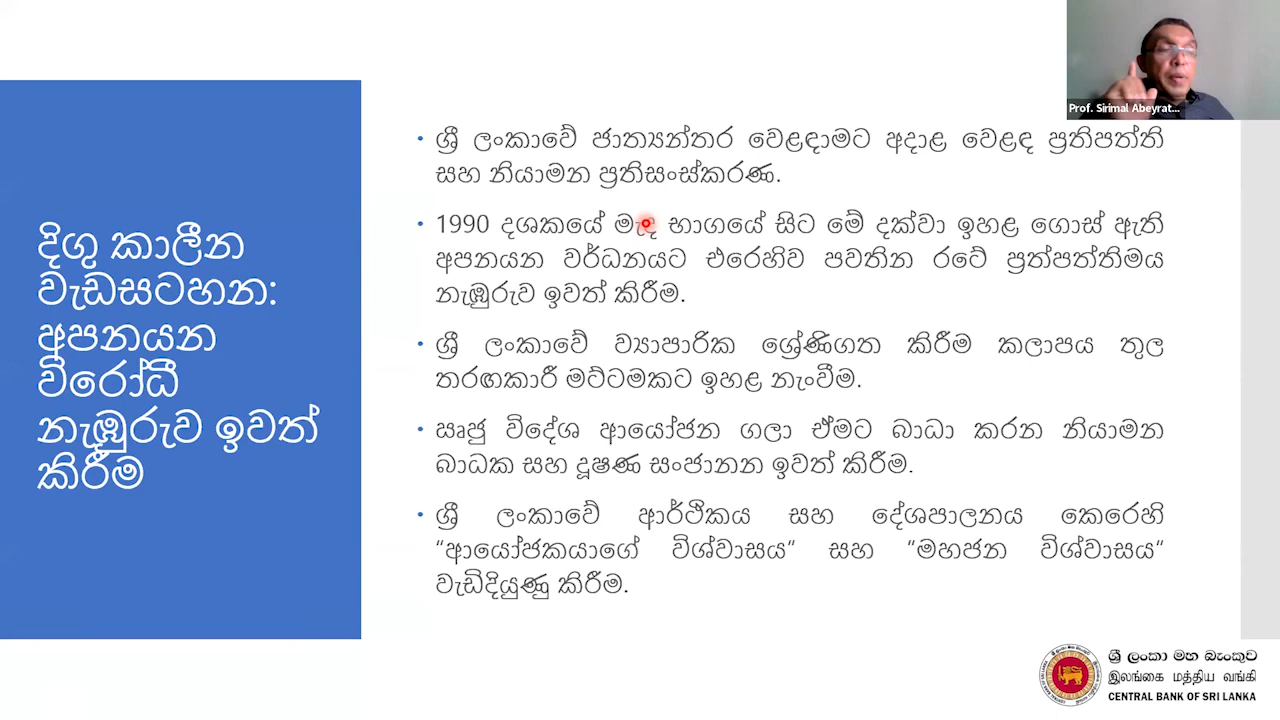 Prof. Sirimal Abeyrat...
දිගු කාලීන
වැඩසටහන:
අපනයන
විරෝධී
නැඹුරුව ඉවත්
කිරීම
• ශ්‍රී ලංකාවේ ජාත්‍යන්තර වෙළඳාමට අදාළ වෙළඳ ප්‍රතිපත්ති
සහ නියාමන ප්‍රතිසංස්කරණ.
• 1990 දශකයේ මැද භාගයේ සිට මේ දක්වා ඉහළ ගොස් ඇති
අපනයන වර්ධනයට එරෙහිව පවතින රටේ ප්‍රත්පත්තිමය
නැඹුරුව ඉවත් කිරීම.
• ශ්‍රී ලංකාවේ ව්‍යාපාරික ශ්‍රේණිගත කිරීම කලාපය තුල
තරඟකාරී මට්ටමකට ඉහළ නැංවීම.
• සෘජු විදේශ ආයෝජන ගලා ඒමට බාධා කරන නියාමන
බාධක සහ දූෂණ සංජානන ඉවත් කිරීම.
• ශ්‍රී ලංකාවේ ආර්ථිකය සහ දේශපාලනය කෙරෙහි
“ආයෝජකයාගේ විශ්වාසය“ සහ “මහජන විශ්වාසය“
වැඩිදියුණු කිරීම.
ශ්‍රී ලංකා මහ බැංකුව
இலங்கை மத்திய வங்கி
CENTRAL BANK OF SRI LANKA